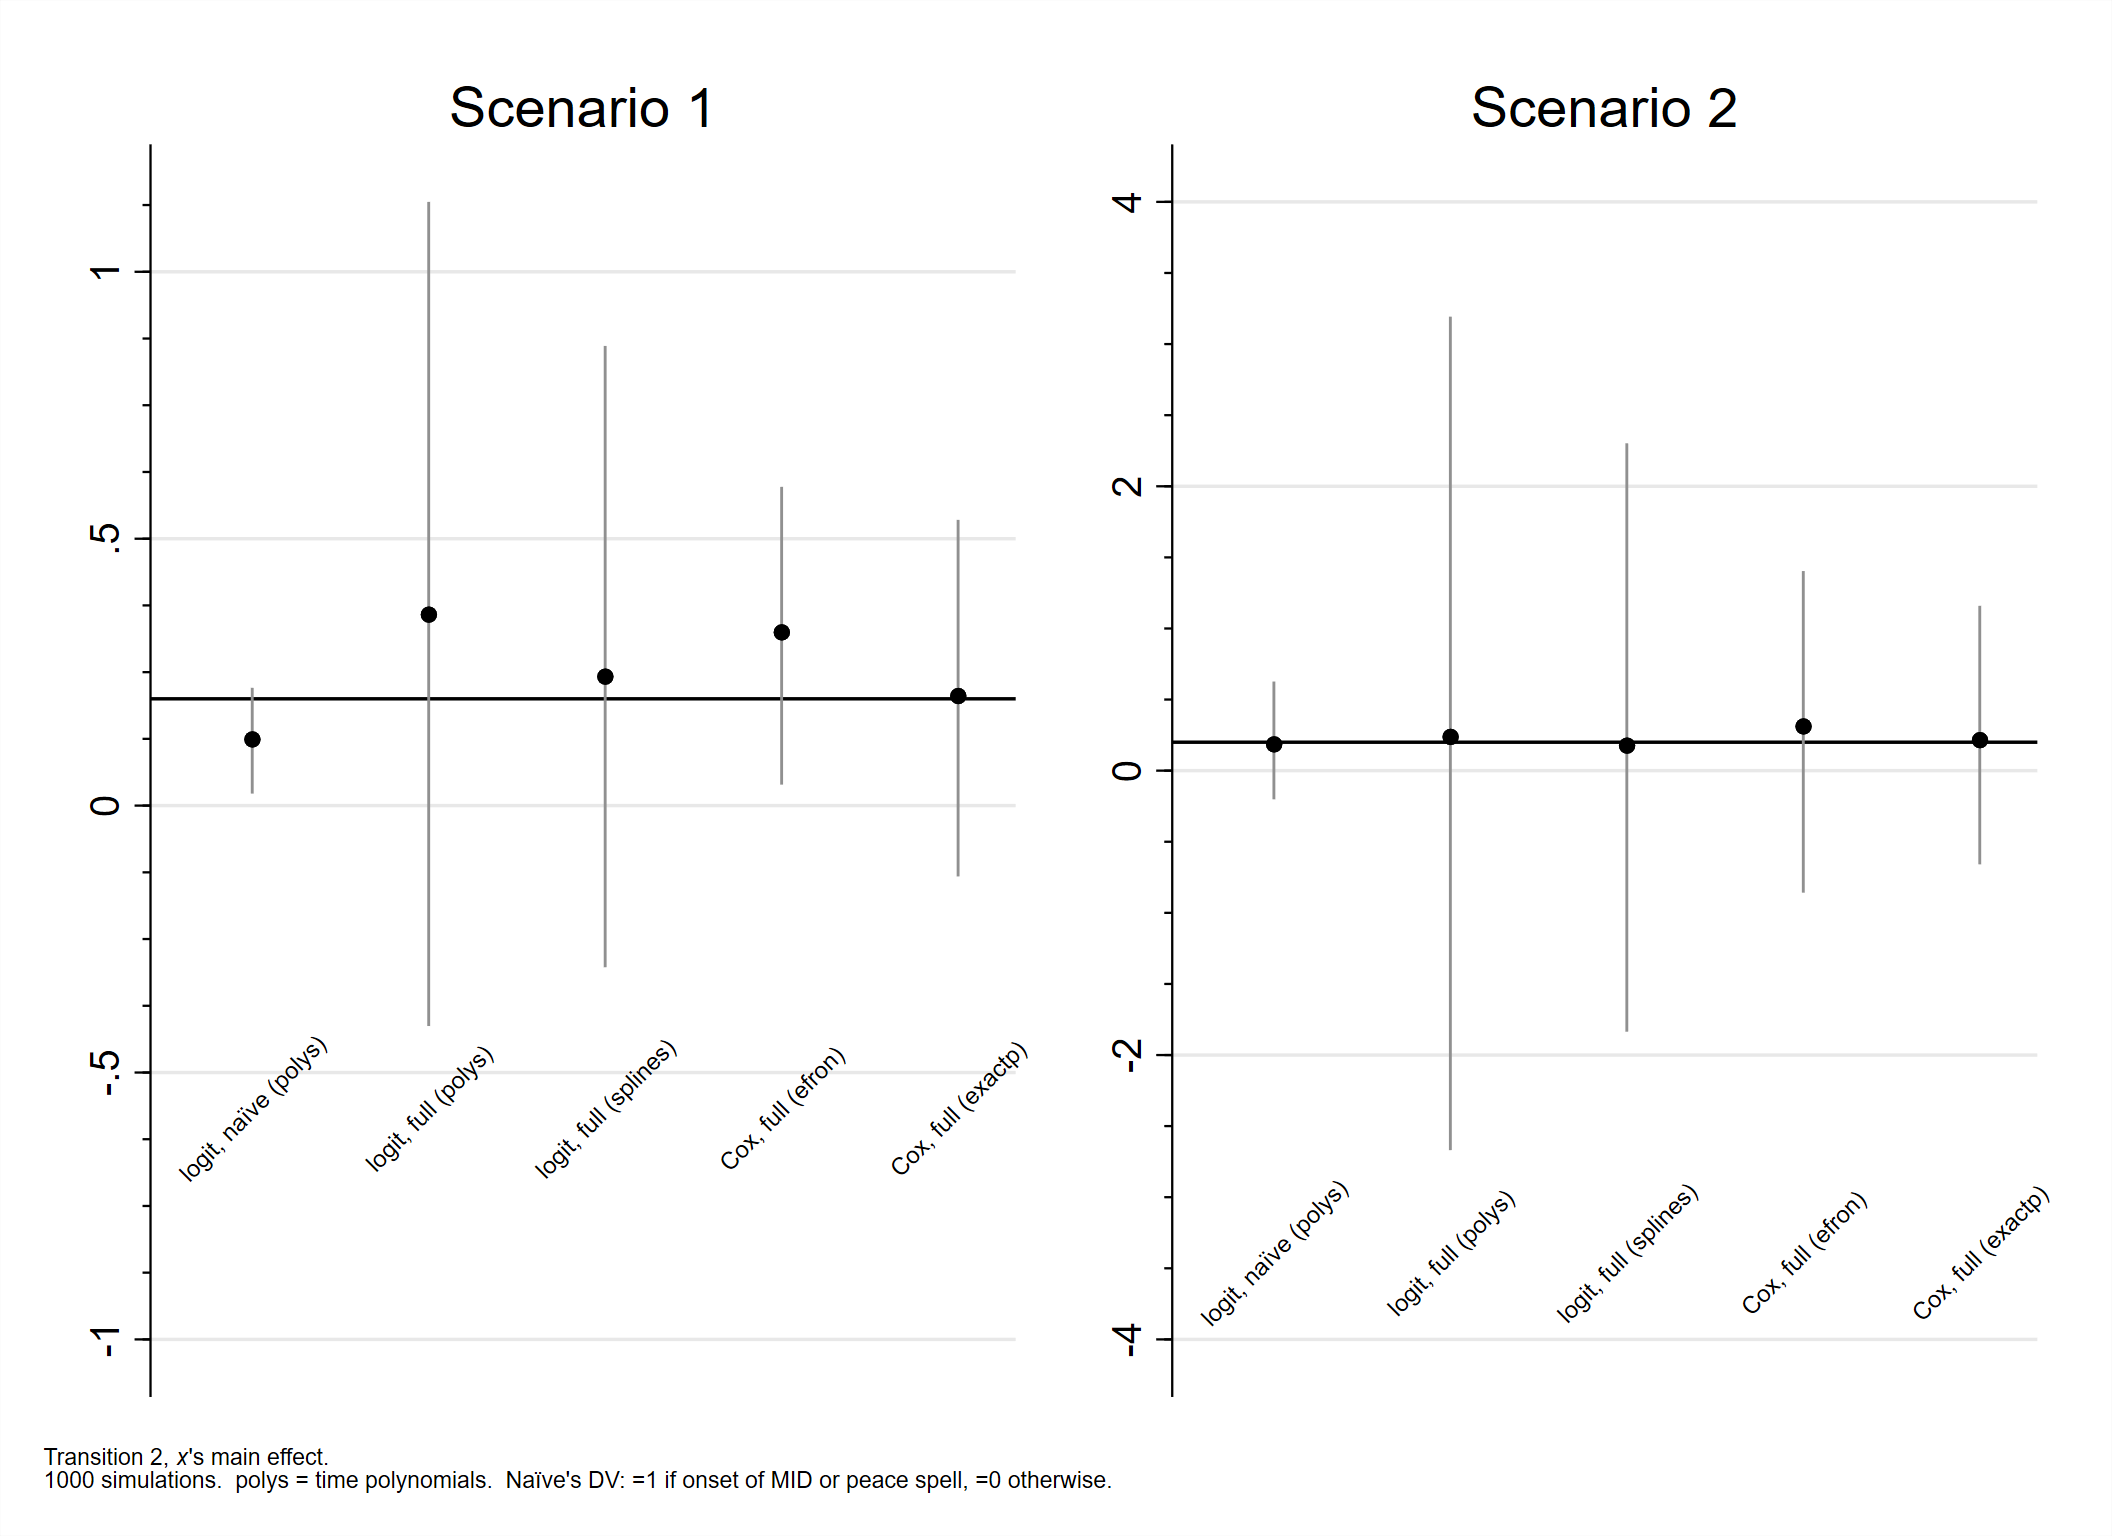 Scenario 1
1
.5
0
-.5
-1
logit, naïve (polys)
logit, full (polys)
logit, full (splines)
Cox, full (efron)
Cox, full (exactp)
Scenario 2
4
2
0
-2
-4
logit, naïve (polys)
logit, full (polys)
logit, full (splines)
Cox, full (efron)
Cox, full (exactp)
Transition 2, x's main effect.
1000 simulations.  polys = time polynomials.  Naïve's DV: =1 if onset of MID or peace spell, =0 otherwise.